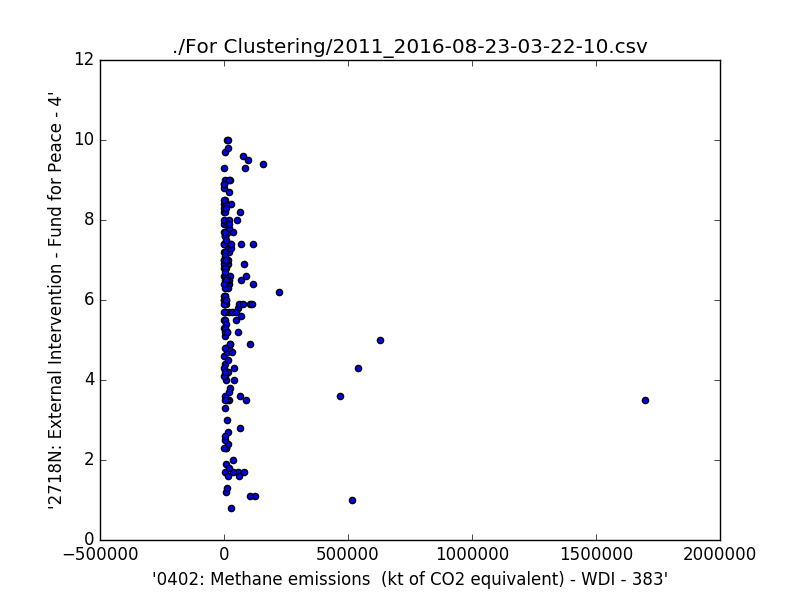 ./For Clustering/2011_2016-08-23-03-22-10.csv
12
10
8
6
4
2
0
'2718N: External Intervention - Fund for Peace - 4'
−500000 0 500000 1000000 1500000 2000000
'0402: Methane emissions  (kt of CO2 equivalent) - WDI - 383'